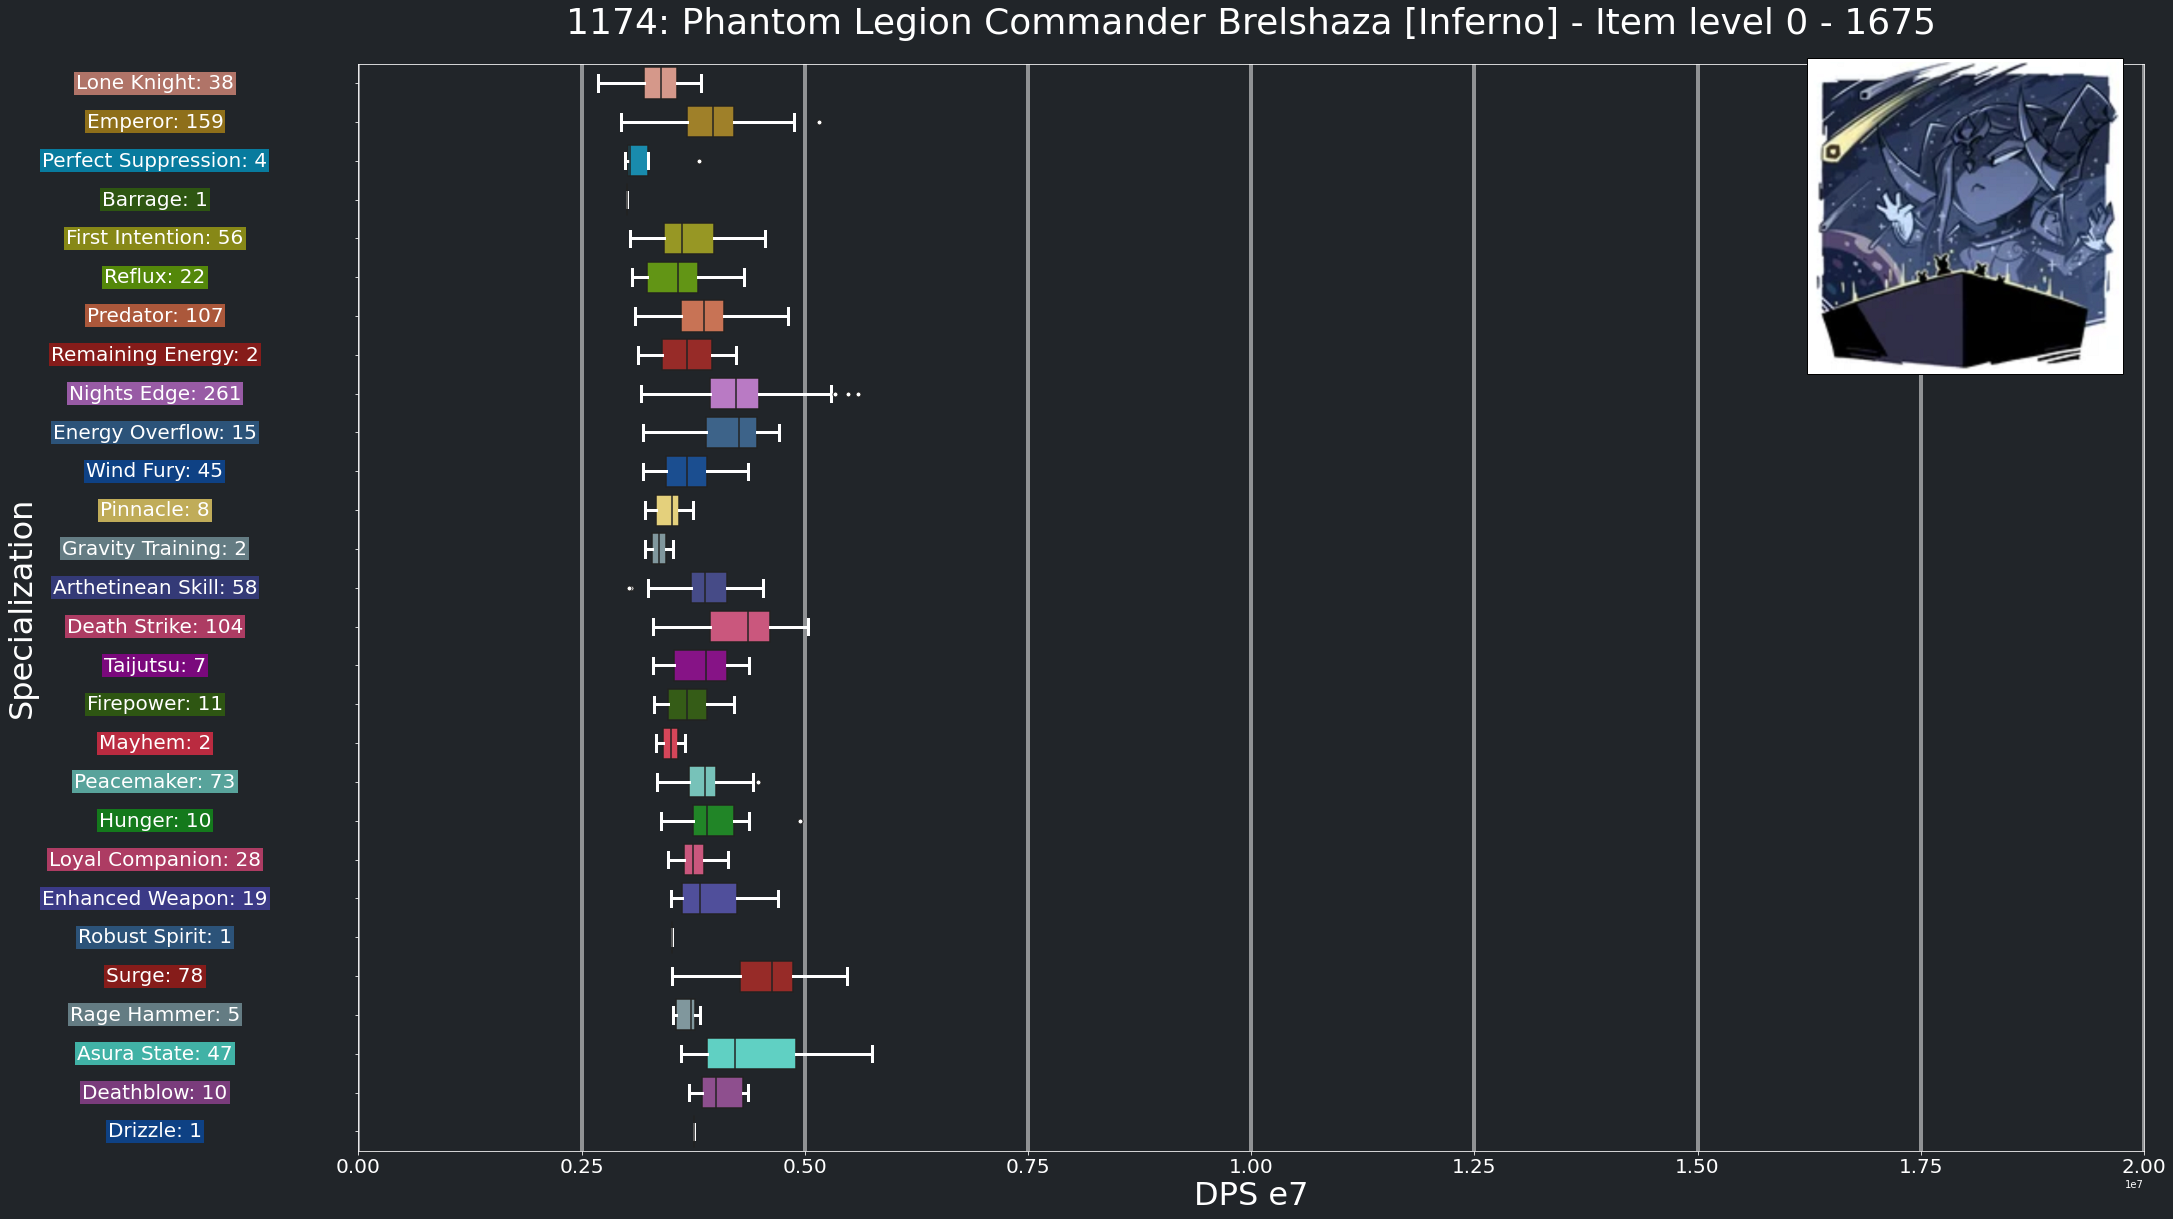 1174: Phantom Legion Commander Brelshaza [Inferno] - Item level 0 - 1675
Specialization
Lone Knight: 38
Emperor: 159
Perfect Suppression: 4
Barrage: 1
First Intention: 56
Reflux: 22
Predator: 107
Remaining Energy: 2
Nights Edge: 261
Energy Overflow: 15
Wind Fury: 45
Pinnacle: 8
Gravity Training: 2
Arthetinean Skill: 58
Death Strike: 104
Taijutsu: 7
Firepower: 11
Mayhem: 2
Peacemaker: 73
Hunger: 10
Loyal Companion: 28
Enhanced Weapon: 19
Robust Spirit: 1
Surge: 78
Rage Hammer: 5
Asura State: 47
Deathblow: 10
Drizzle: 1
0.00 0.25 0.50 0.75 1.00 1.25 1.50 1.75 2.00
1e7
DPS e7